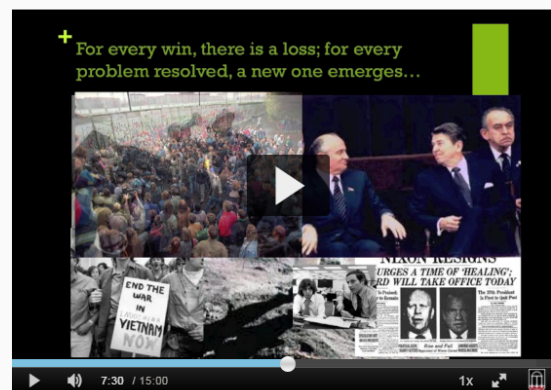 +
For every win, there is a loss; for every
problem resolved, a new one emerges...
END THE
WAR
IN
VIETNAM
NOW
NIXON RESIGNS
URGES A TIME OF 'HEALING';
RD WILL TAKE OFFICE TODAY
7:30 / 15:00
1x